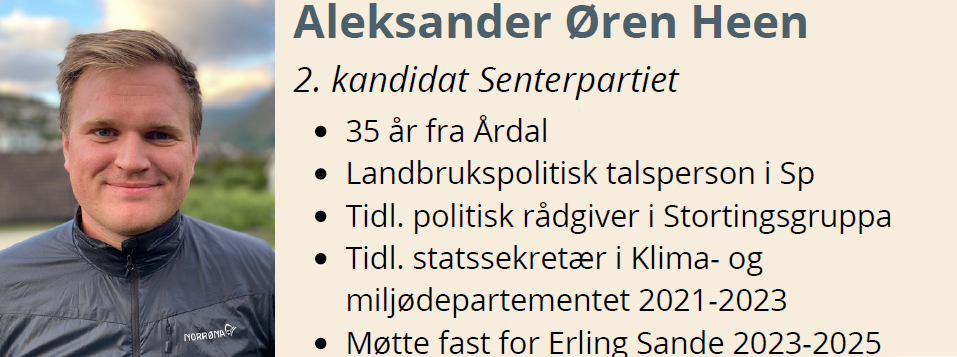 Aleksander Øren Heen
2. kandidat Senterpartiet
• 35 år fra Årdal
• Landbrukspolitisk talsperson i Sp
• Tidl. politisk rådgiver i Stortingsgruppa
• Tidl. statssekretær i Klima- og
miljødepartementet 2021-2023
• Møtte fast for Erling Sande 2023-2025
NORRØNA